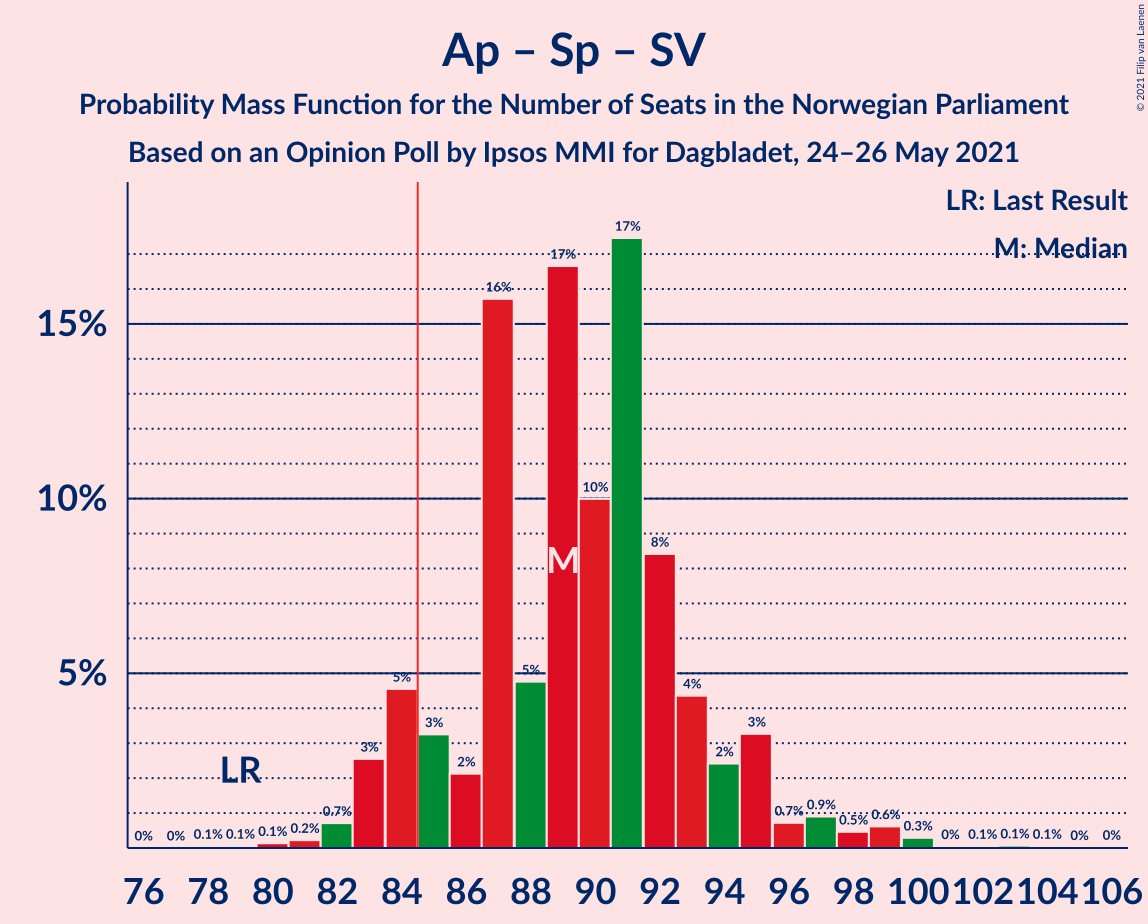 Ap – Sp – SV
Probability Mass Function for the Number of Seats in the Norwegian Parliament
Based on an Opinion Poll by Ipsos MMI for Dagbladet, 24–26 May 2021
© 2021 Filip van Laenen
LR: Last Result
M: Median
15%
10%
5%
0% 0% 0.1% 0.1% 0.1% 0.2% 0.7% 3% 5% 3% 2% 16% 5% 17% 10% 17% 8% 4% 2% 3% 0.7% 0.9% 0.5% 0.6% 0.3% 0% 0.1% 0.1% 0.1% 0% 0%
LR
M
76 78 80 82 84 86 88 90 92 94 96 98 100 102 104 106